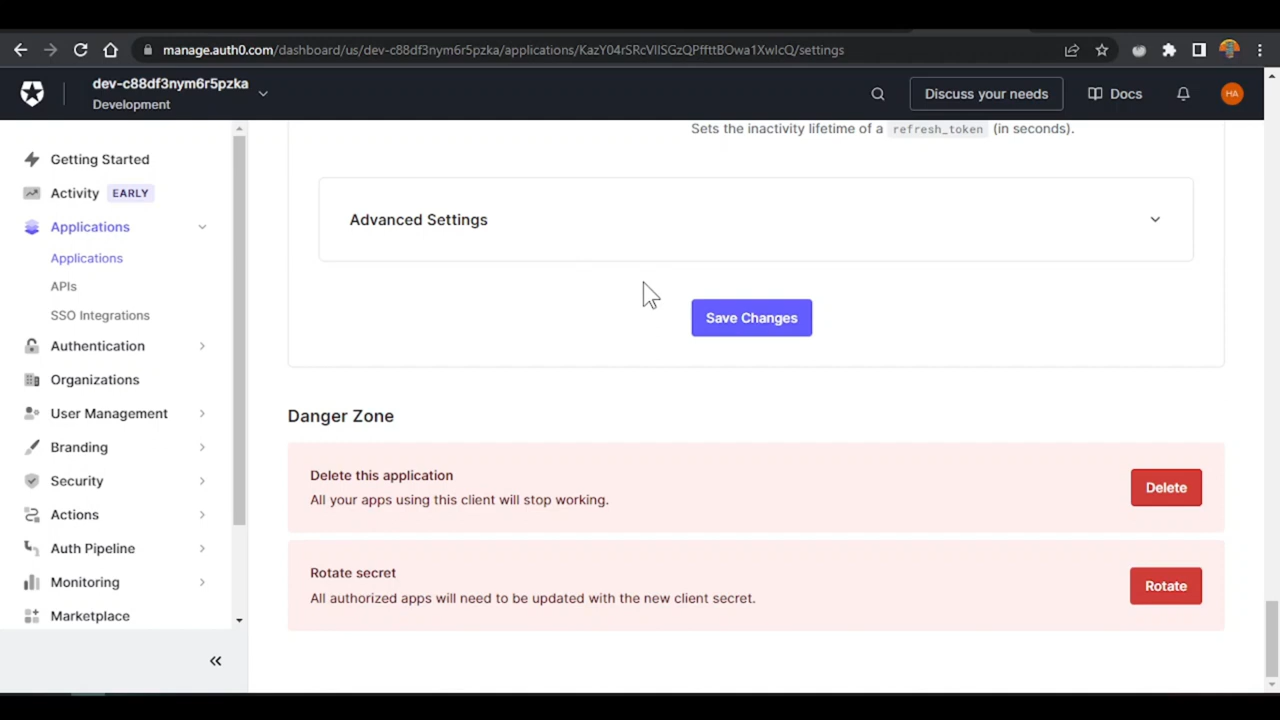 manage.auth0.com/dashboard/us/dev-c88df3nym6r5pzka/applications/KazY04rSRcVIlSGzQPffttBOwa1XwIcQ/settings
dev-c88df3nym6r5pzka
Development
Discuss your needs
Docs
HA
Getting Started
Activity EARLY
Applications
Applications
APIs
SSO Integrations
Authentication
Organizations
User Management
Branding
Security
Actions
Auth Pipeline
Monitoring
Marketplace
Sets the inactivity lifetime of a refresh_token (in seconds).
Advanced Settings
Save Changes
Danger Zone
Delete this application
All your apps using this client will stop working.
Delete
Rotate secret
All authorized apps will need to be updated with the new client secret.
Rotate